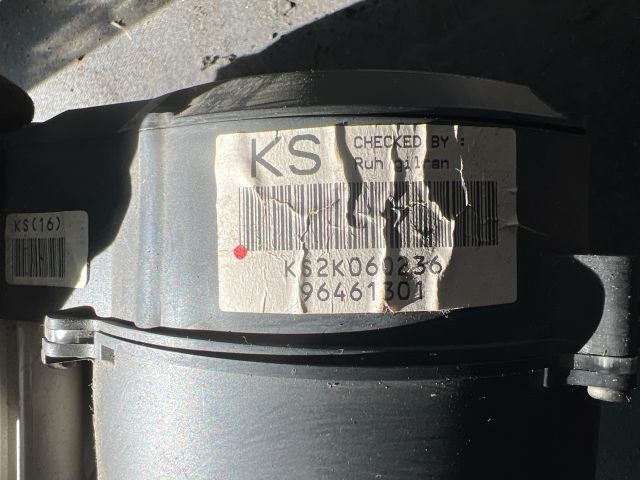 KS CHECKED BY :
Ruh gilran
KS(16)
KS2K060236
96461301